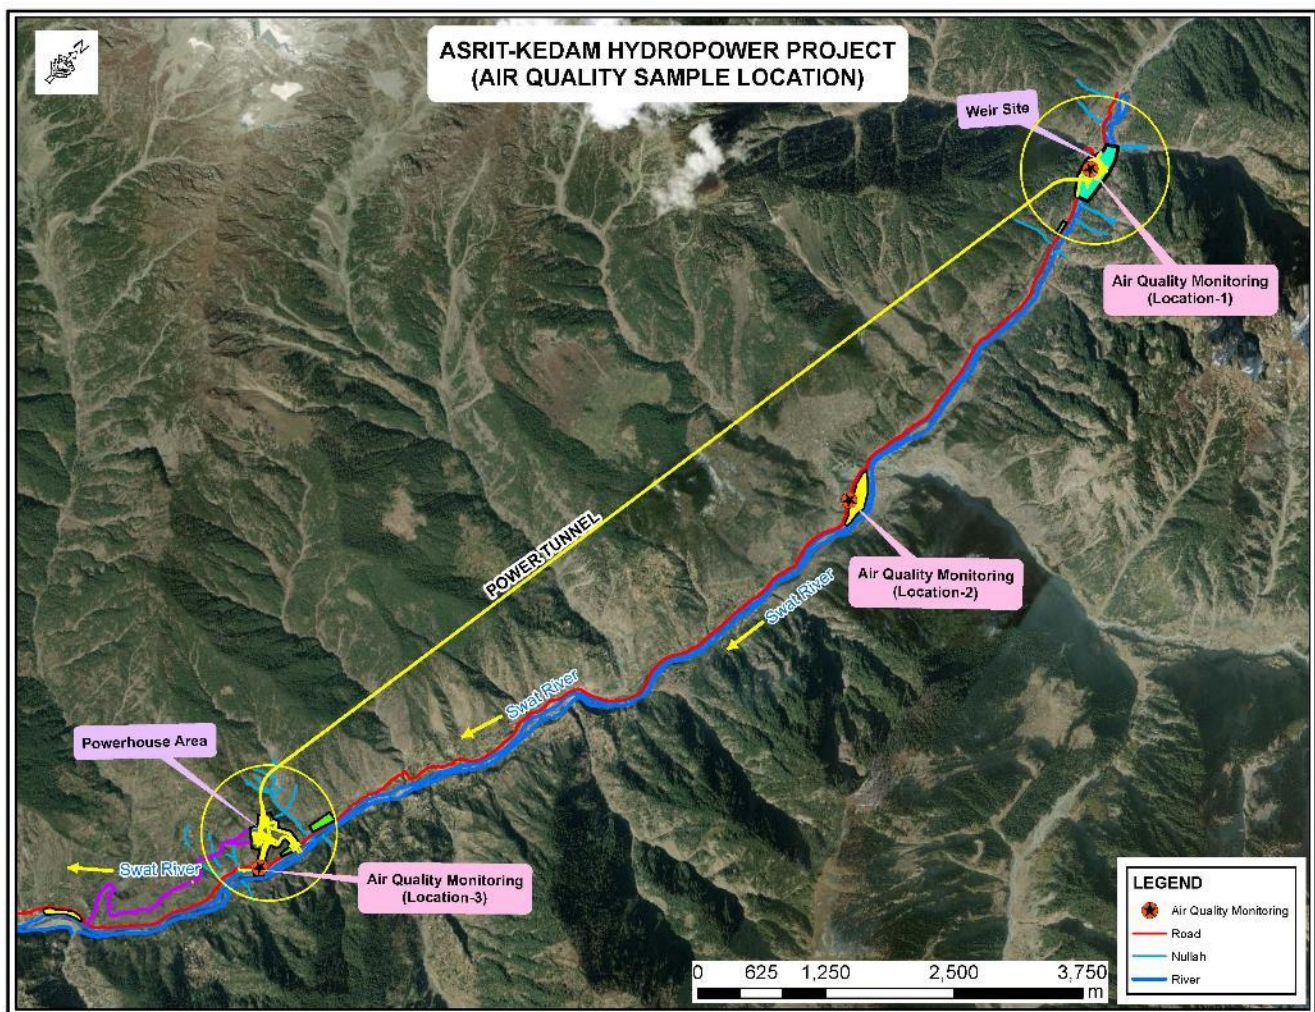 N
ASRIT-KEDAM HYDROPOWER PROJECT
(AIR QUALITY SAMPLE LOCATION)
Weir Site
Air Quality Monitoring
(Location-1)
POWER TUNNEL
Air Quality Monitoring
(Location-2)
Swat River
Swat River
Powerhouse Area
Swat River
Air Quality Monitoring
(Location-3)
LEGEND
Air Quality Monitoring
Road
Nullah
River
0 625 1,250 2,500 3,750
m